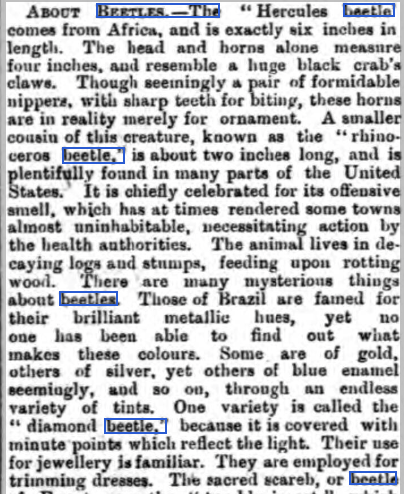 ABOUT BEETLES.—The "Hercules beetle
comes from Africa, and is exactly six inches in
length. The head and horns alone measure
four inches, and resemble a huge black crab's
claws. Though seemingly a pair of formidable
nippers, with sharp teeth for biting, these horns
are in reality merely for ornament. A smaller
cousin of this creature, known as the "rhino-
ceros beetle," is about two inches long, and is
plentifully found in many parts of the United
States. It is chiefly celebrated for its offensive
smell, which has at times rendered some towns
almost uninhabitable, necessitating action by
the health authorities. The animal lives in de-
caying logs and stumps, feeding upon rotting
wood. There are many mysterious things
about beetles. Those of Brazil are famed for
their brilliant metallic hues, yet no
one has been able to find out what
makes these colours. Some are of gold,
others of silver, yet others of blue enamel
seemingly, and so on, through an endless
variety of tints. One variety is called the
"diamond beetle," because it is covered with
minute points which reflect the light. Their use
for jewellery is familiar. They are employed for
trimming dresses. The sacred scareb, or beetle